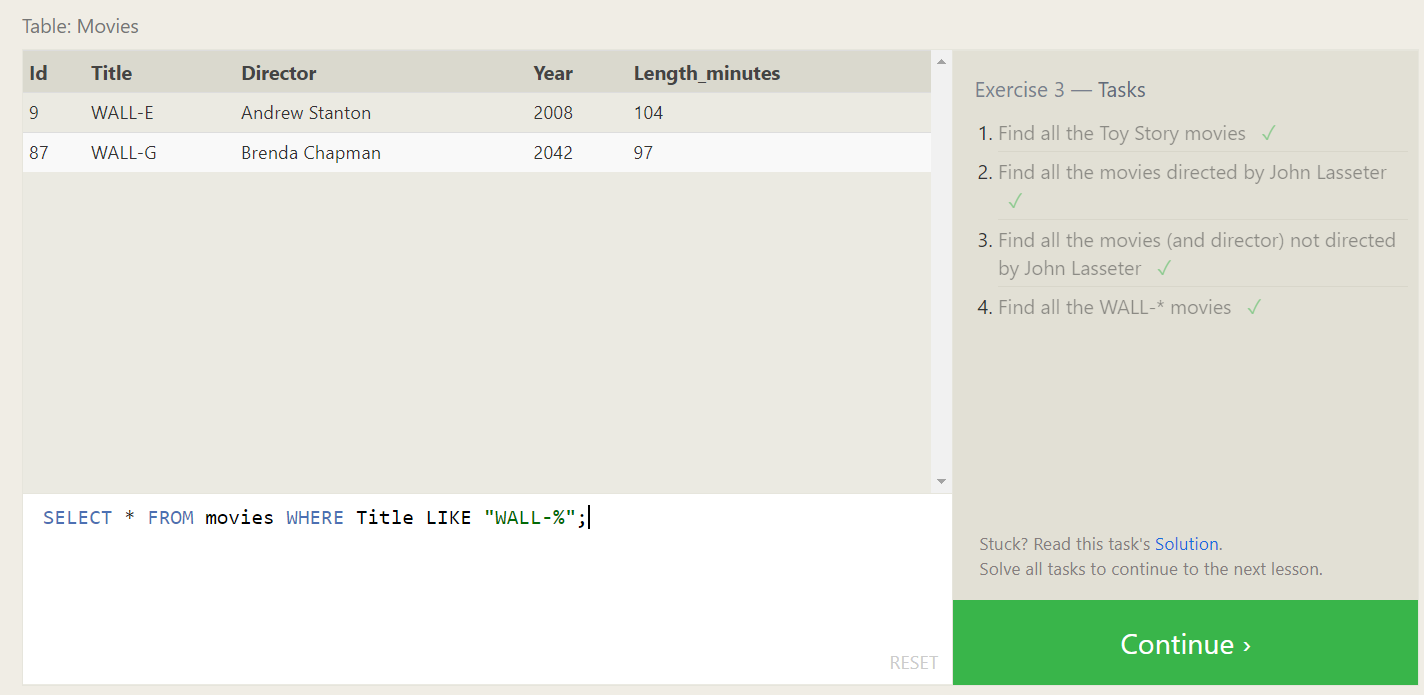 Table: Movies
Id Title Director Year Length_minutes
9 WALL-E Andrew Stanton 2008 104
87 WALL-G Brenda Chapman 2042 97
SELECT * FROM movies WHERE Title LIKE "WALL-%";
RESET
Exercise 3 — Tasks
1. Find all the Toy Story movies ✓
2. Find all the movies directed by John Lasseter
✓
3. Find all the movies (and director) not directed
by John Lasseter ✓
4. Find all the WALL-* movies ✓
Stuck? Read this task's Solution.
Solve all tasks to continue to the next lesson.
Continue ›